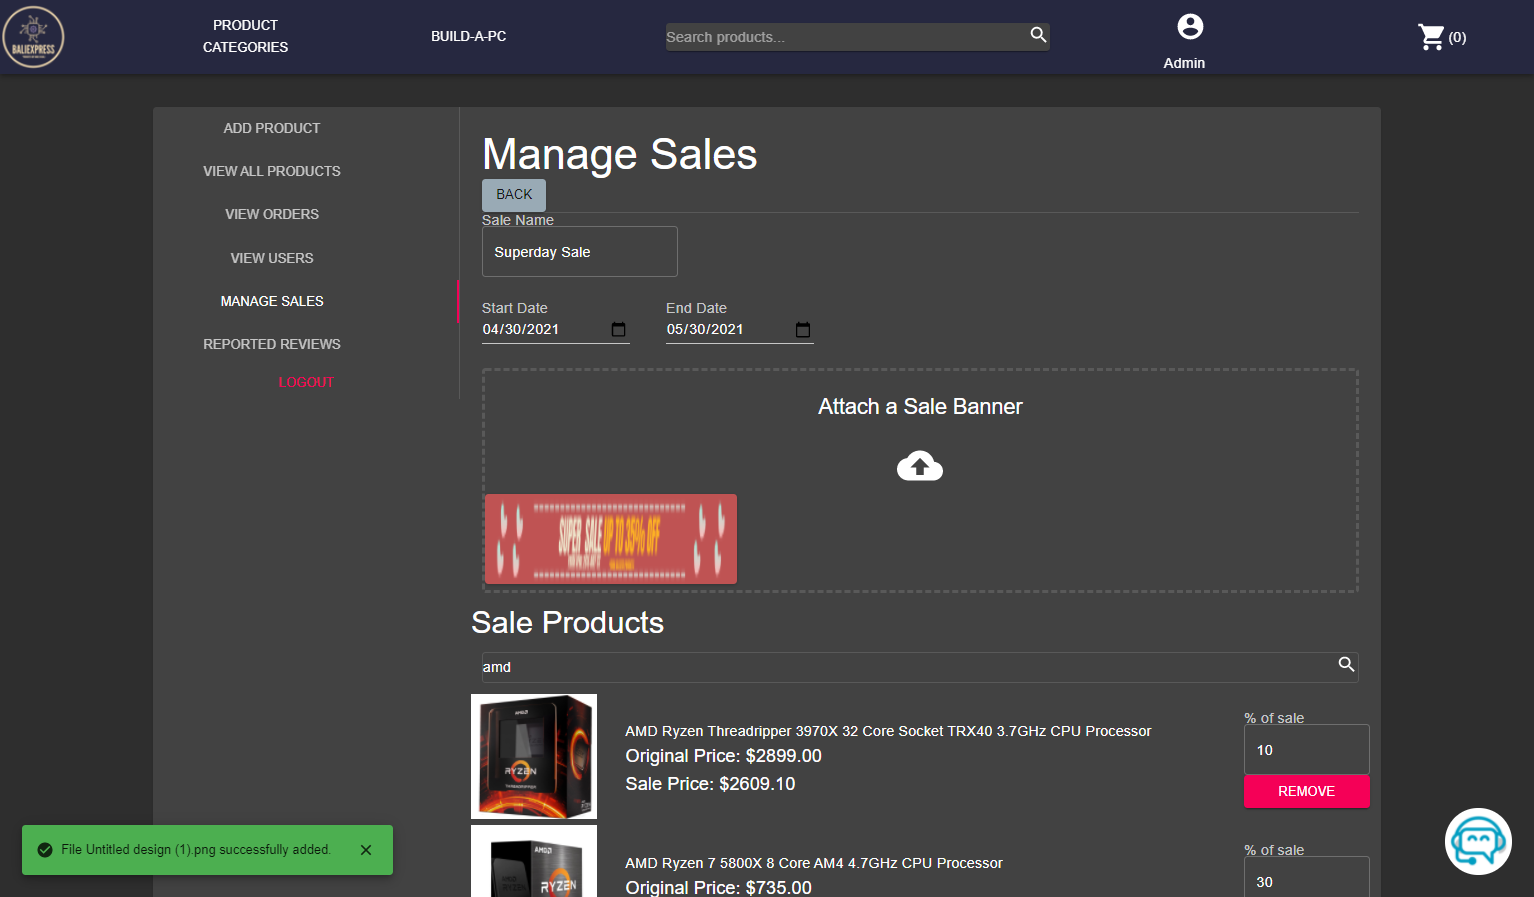 BALIEXPRESS
PRODUCT
CATEGORIES
BUILD-A-PC
Search products...
Admin
(0)
ADD PRODUCT
VIEW ALL PRODUCTS
VIEW ORDERS
VIEW USERS
MANAGE SALES
REPORTED REVIEWS
LOGOUT
Manage Sales
BACK
Sale Name
Superday Sale
Start Date
End Date
04/30/2021
05/30/2021
Attach a Sale Banner
SUPER SALE UP TO 35% OFF
Sale Products
amd
AMD
RYZEN
THREADRIPPER
AMD Ryzen Threadripper 3970X 32 Core Socket TRX40 3.7GHz CPU Processor
Original Price: $2899.00
Sale Price: $2609.10
% of sale
10
REMOVE
AMD
RYZEN
AMD Ryzen 7 5800X 8 Core AM4 4.7GHz CPU Processor
Original Price: $735.00
% of sale
30
File Untitled design (1).png successfully added.